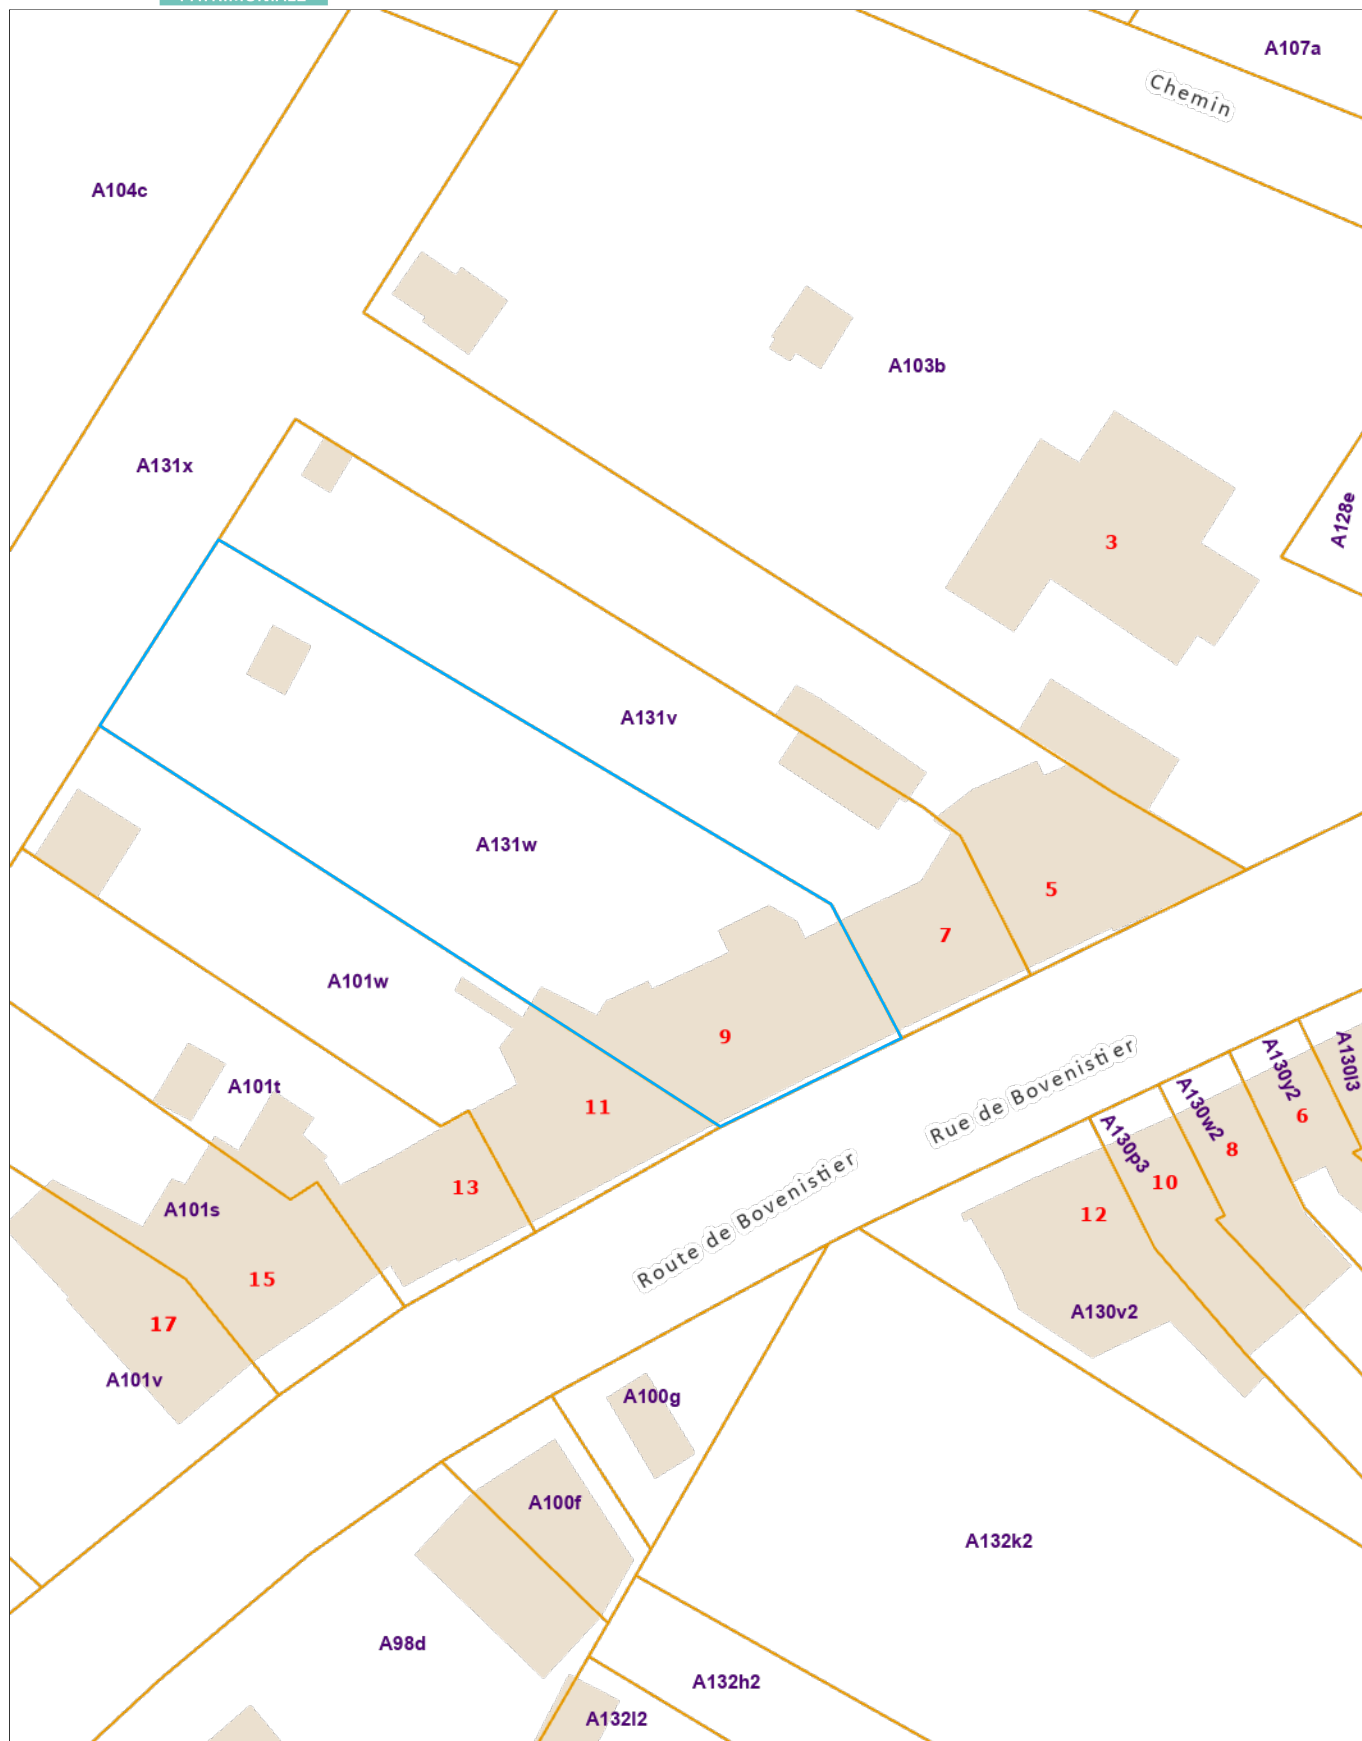 A107a
Chemin
A104c
A103b
A131x
A128e
3
A131v
A131w
5
7
A101w
9
A101t
11
Rue de Bovenistier
A130l3
A130y2
A130w2
A130p3
6
8
10
12
13
A101s
Route de Bovenistier
15
17
A130v2
A101v
A100g
A100f
A132k2
A98d
A132h2
A132l2